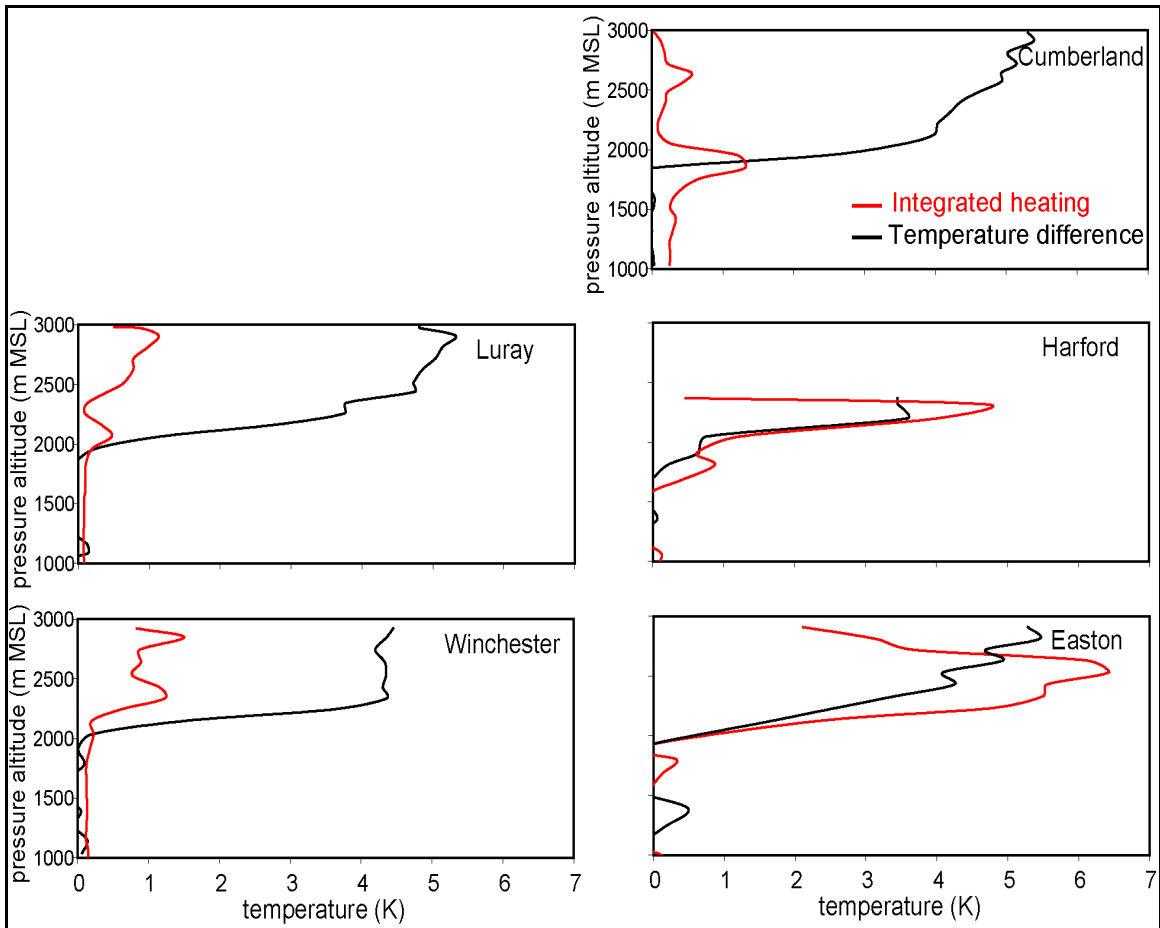 pressure altitude (m MSL)
3000
2500
2000
1500
1000
Cumberland
Integrated heating
Temperature difference
pressure altitude (m MSL)
3000
2500
2000
1500
1000
Luray
Harford
pressure altitude (m MSL)
3000
2500
2000
1500
1000
Winchester
0 1 2 3 4 5 6 7
temperature (K)
Easton
0 1 2 3 4 5 6 7
temperature (K)